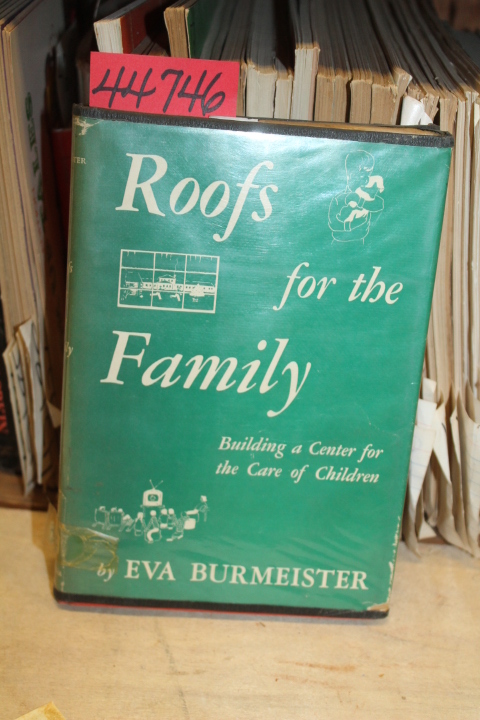 44746
Roofs
for the
Family
Building a Center for
the Care of Children
by EVA BURMEISTER